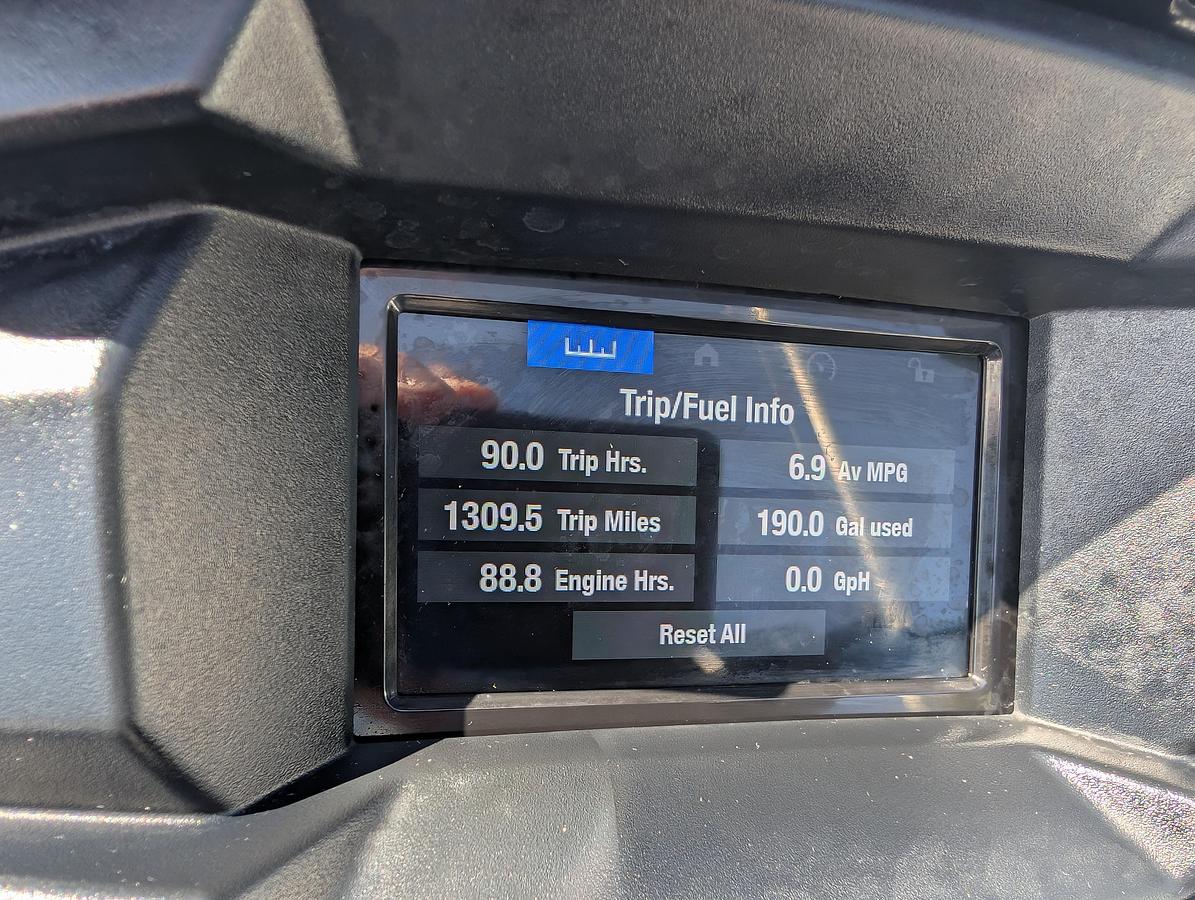 Trip/Fuel Info
90.0 Trip Hrs.
6.9 Av MPG
1309.5 Trip Miles
190.0 Gal used
88.8 Engine Hrs.
0.0 GpH
Reset All